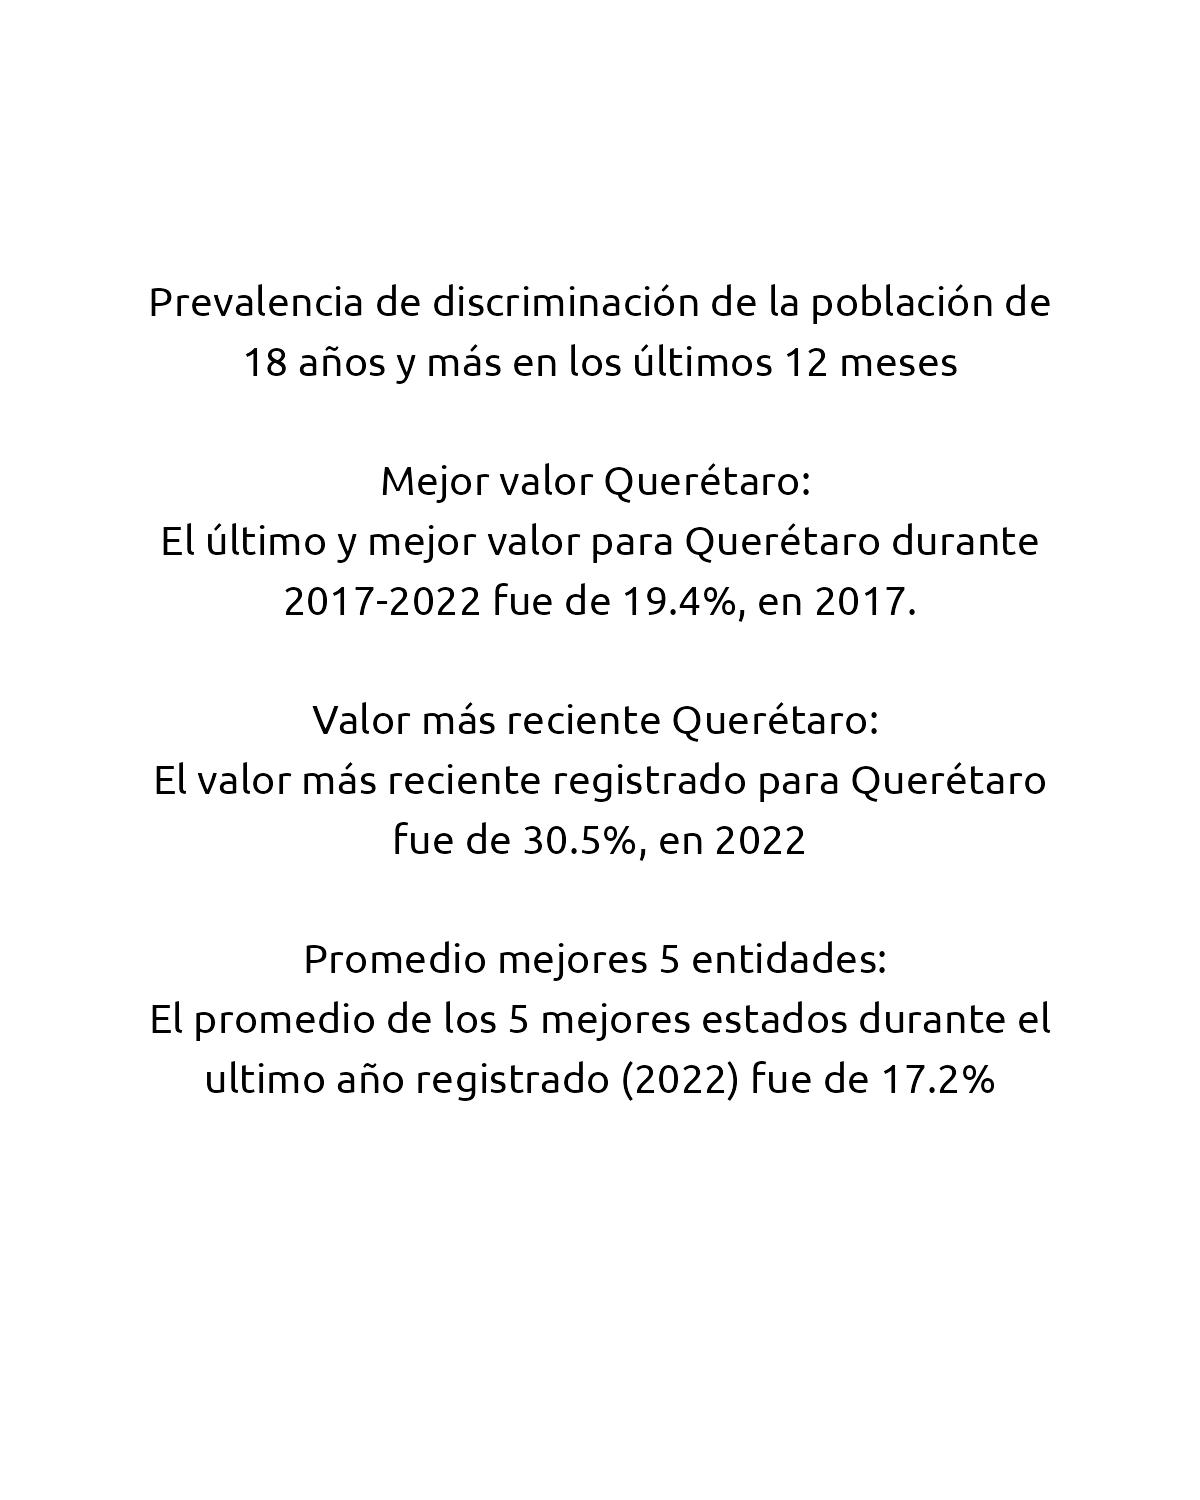 Prevalencia de discriminación de la población de
18 años y más en los últimos 12 meses
Mejor valor Querétaro:
El último y mejor valor para Querétaro durante
2017-2022 fue de 19.4%, en 2017.
Valor más reciente Querétaro:
El valor más reciente registrado para Querétaro
fue de 30.5%, en 2022
Promedio mejores 5 entidades:
El promedio de los 5 mejores estados durante el
ultimo año registrado (2022) fue de 17.2%